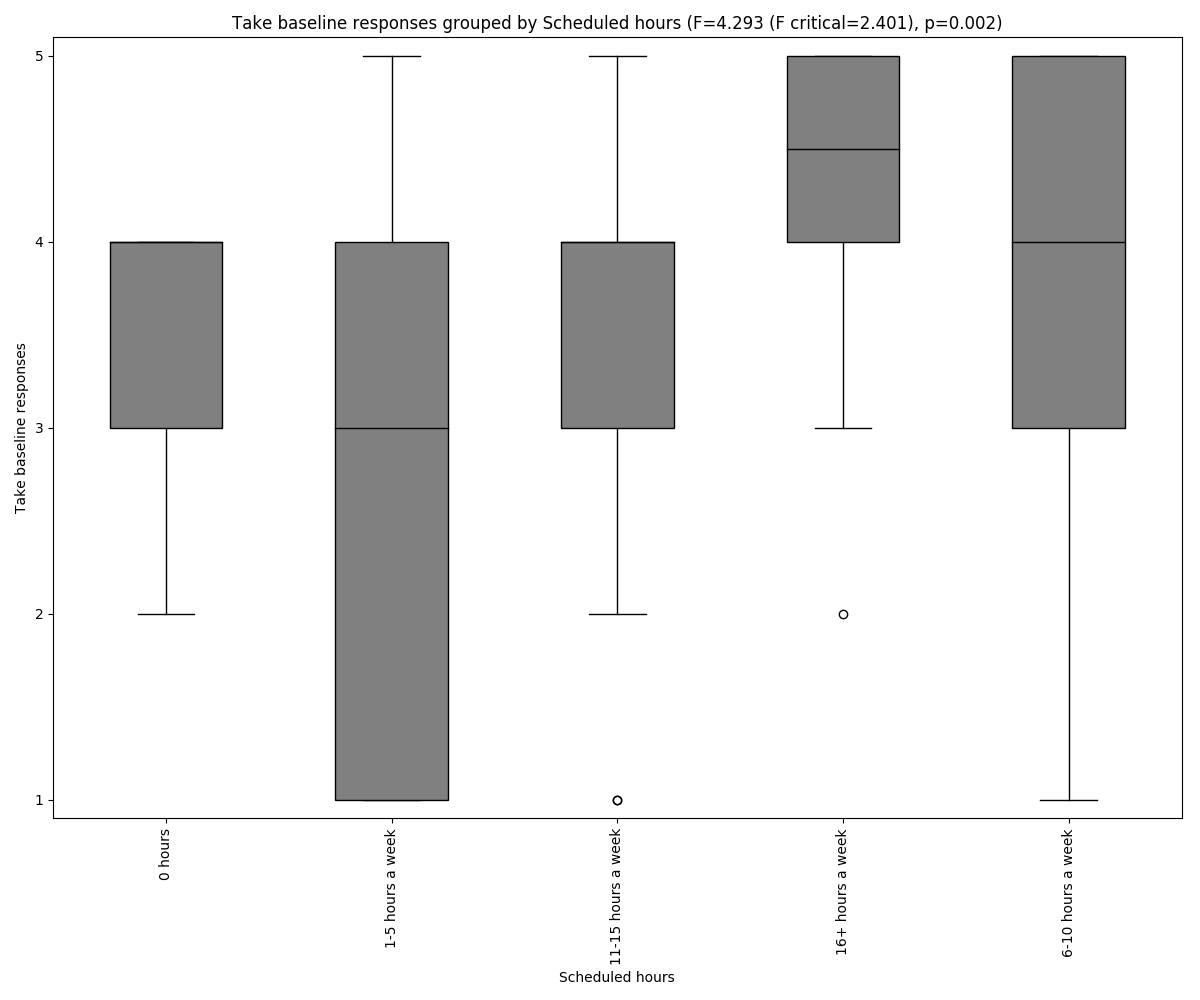 Take baseline responses grouped by Scheduled hours (F=4.293 (F critical=2.401), p=0.002)
5
4
3
2
1
Take baseline responses
0 hours
1-5 hours a week
11-15 hours a week
16+ hours a week
6-10 hours a week
Scheduled hours